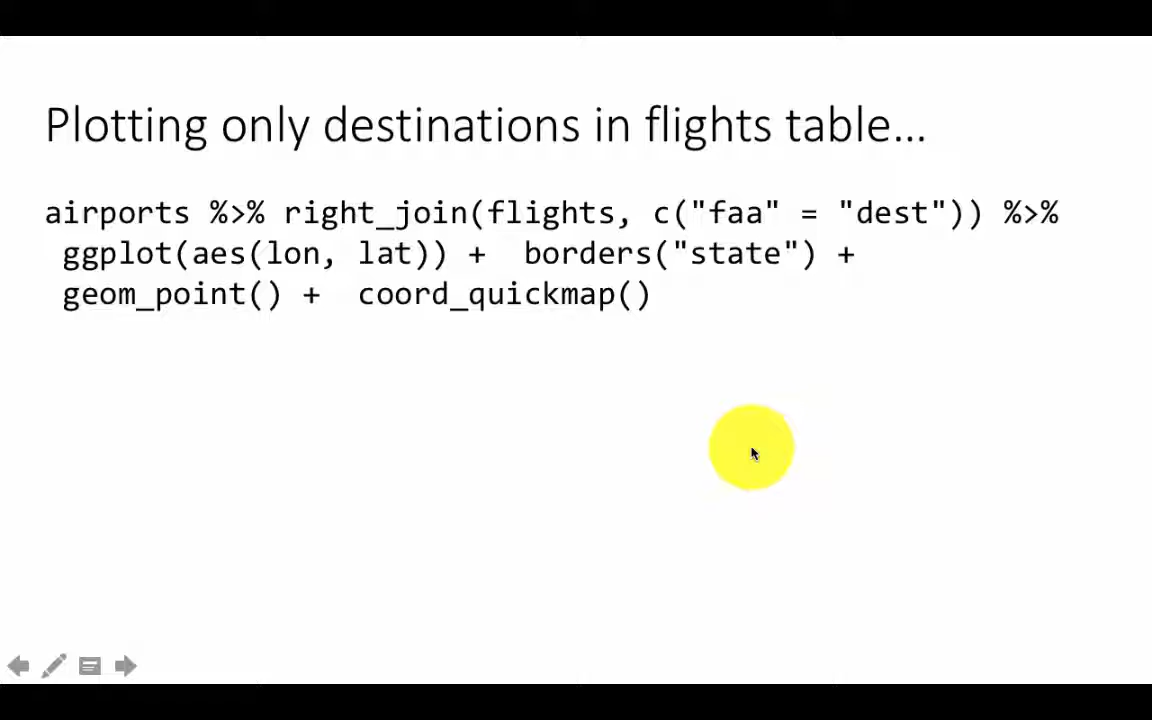 Plotting only destinations in flights table...
airports %>% right_join(flights, c("faa" = "dest")) %>%
ggplot(aes(lon, lat)) + borders("state") +
geom_point() + coord_quickmap()